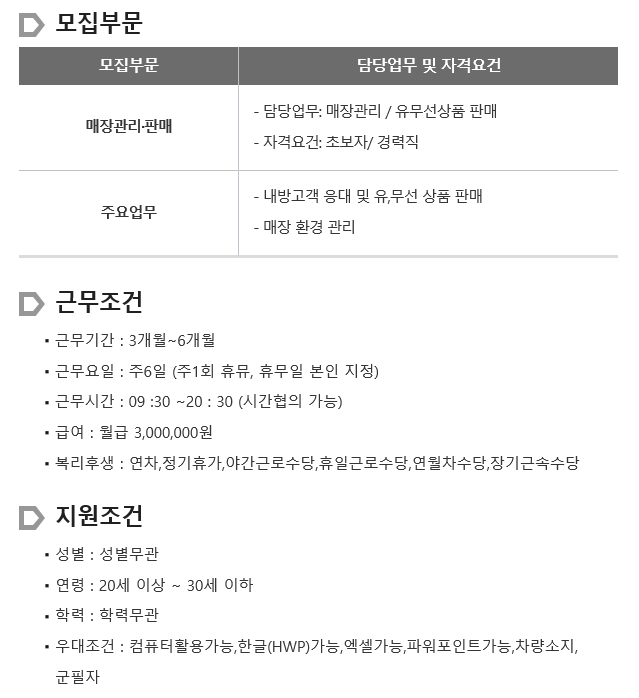 모집부문
모집부문 담당업무 및 자격요건
매장관리·판매
- 담당업무: 매장관리 / 유무선상품 판매
- 자격요건: 초보자/ 경력직
주요업무
- 내방고객 응대 및 유,무선 상품 판매
- 매장 환경 관리
근무조건
▪ 근무기간 : 3개월~6개월
▪ 근무요일 : 주6일 (주1회 휴뮤, 휴무일 본인 지정)
▪ 근무시간 : 09 :30 ~20 : 30 (시간협의 가능)
▪ 급여 : 월급 3,000,000원
▪ 복리후생 : 연차,정기휴가,야간근로수당,휴일근로수당,연월차수당,장기근속수당
지원조건
▪ 성별 : 성별무관
▪ 연령 : 20세 이상 ~ 30세 이하
▪ 학력 : 학력무관
▪ 우대조건 : 컴퓨터활용가능,한글(HWP)가능,엑셀가능,파워포인트가능,차량소지,
군필자